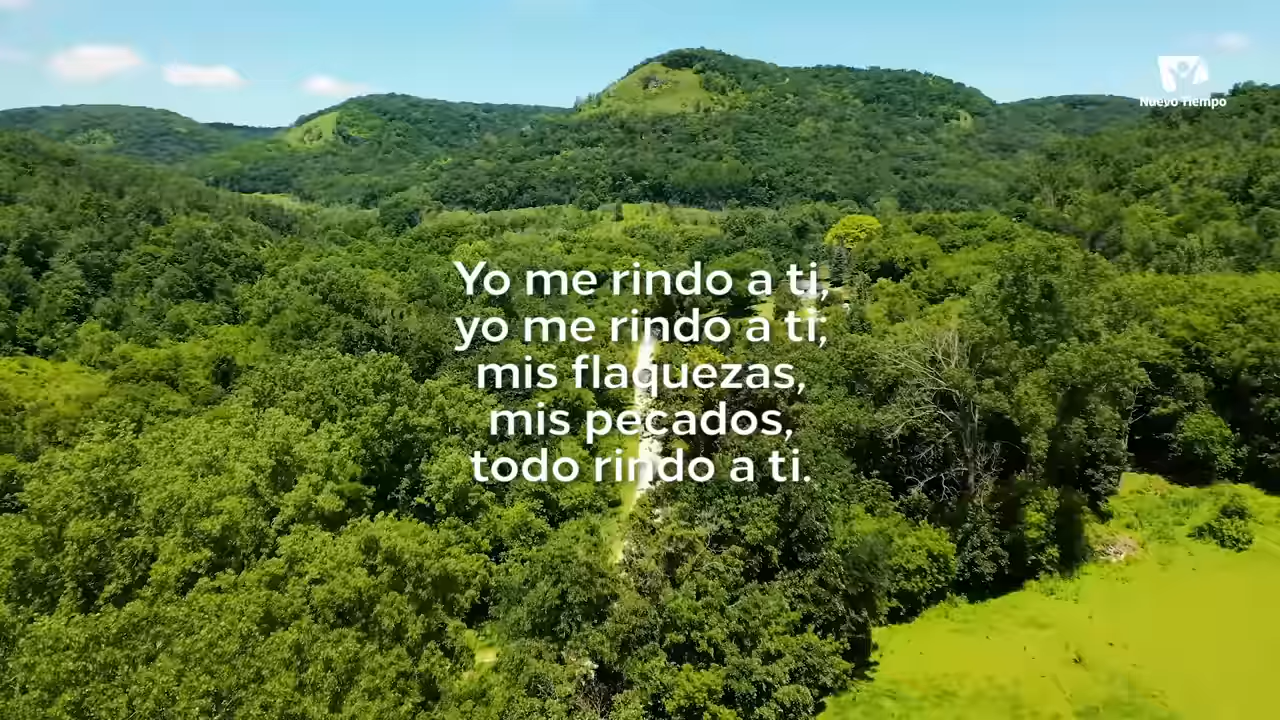 Nuevo Tiempo
Yo me rindo a ti,
yo me rindo a ti,
mis flaquezas,
mis pecados,
todo rindo a ti.